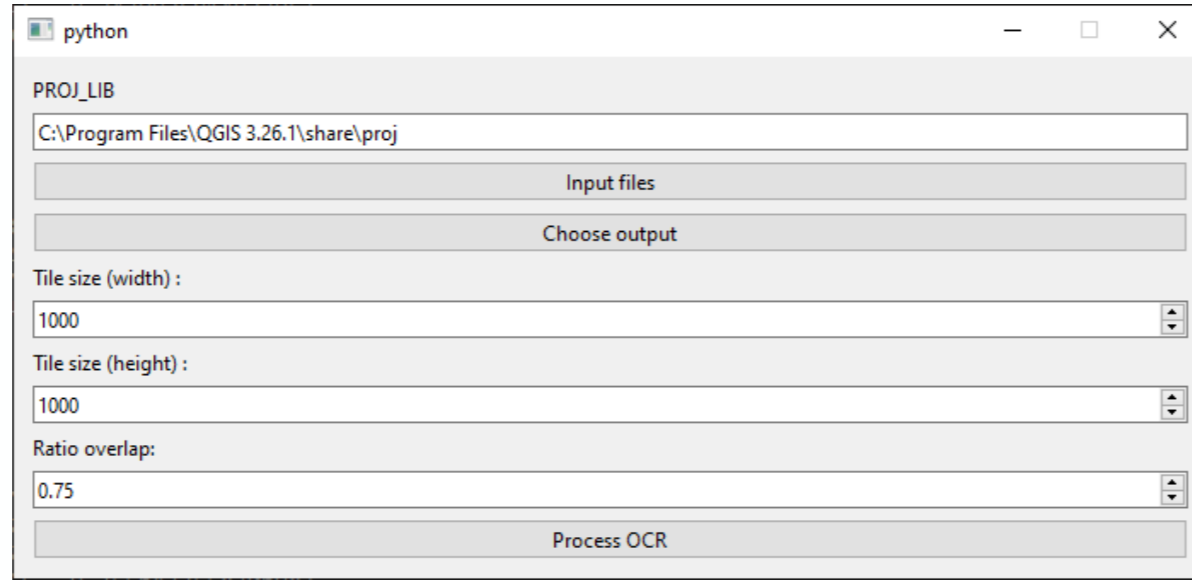 python
PROJ_LIB
C:\Program Files\QGIS 3.26.1\share\proj
Input files
Choose output
Tile size (width) :
1000
Tile size (height) :
1000
Ratio overlap:
0.75
Process OCR